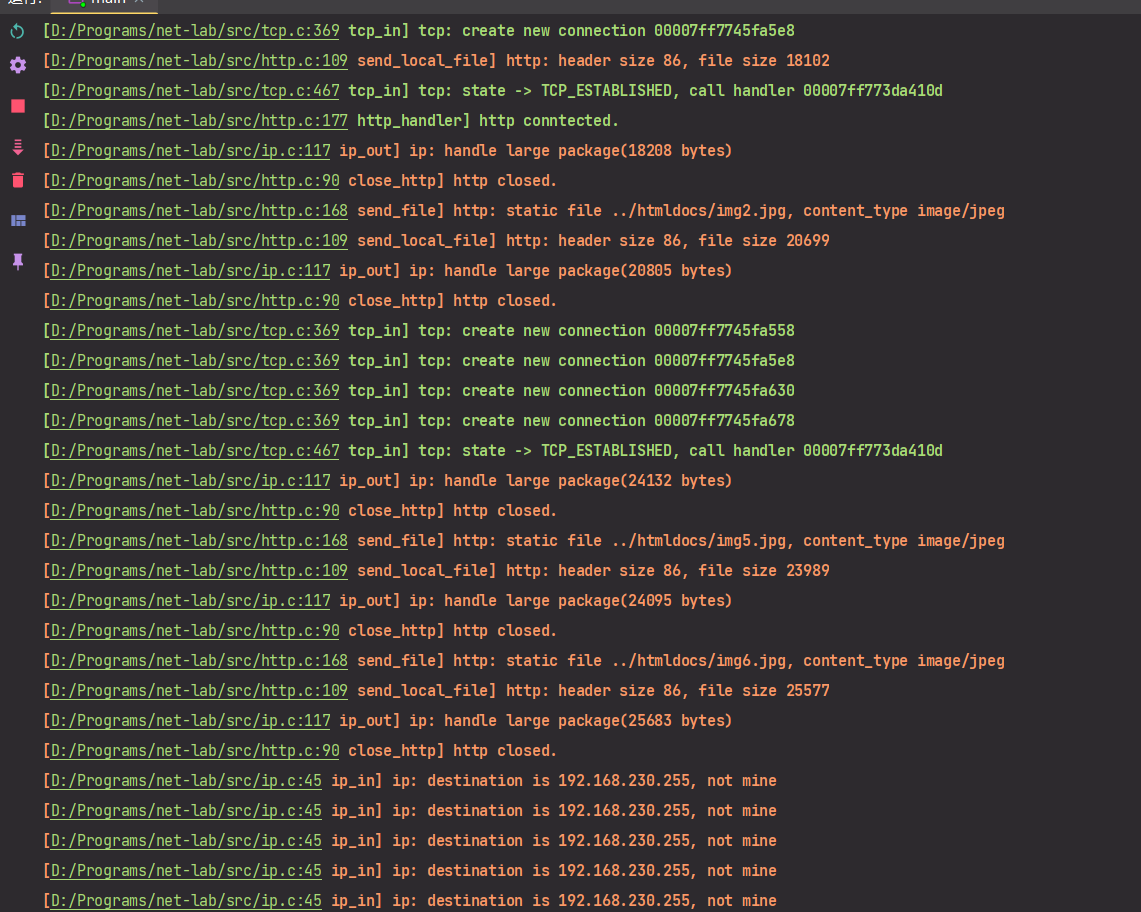 运行: main ×
[D:/Programs/net-lab/src/tcp.c:369 tcp_in] tcp: create new connection 00007ff7745fa5e8
[D:/Programs/net-lab/src/http.c:109 send_local_file] http: header size 86, file size 18102
[D:/Programs/net-lab/src/tcp.c:467 tcp_in] tcp: state -> TCP_ESTABLISHED, call handler 00007ff773da410d
[D:/Programs/net-lab/src/http.c:177 http_handler] http conntected.
[D:/Programs/net-lab/src/ip.c:117 ip_out] ip: handle large package(18208 bytes)
[D:/Programs/net-lab/src/http.c:90 close_http] http closed.
[D:/Programs/net-lab/src/http.c:168 send_file] http: static file ../htmldocs/img2.jpg, content_type image/jpeg
[D:/Programs/net-lab/src/http.c:109 send_local_file] http: header size 86, file size 20699
[D:/Programs/net-lab/src/ip.c:117 ip_out] ip: handle large package(20805 bytes)
[D:/Programs/net-lab/src/http.c:90 close_http] http closed.
[D:/Programs/net-lab/src/tcp.c:369 tcp_in] tcp: create new connection 00007ff7745fa558
[D:/Programs/net-lab/src/tcp.c:369 tcp_in] tcp: create new connection 00007ff7745fa5e8
[D:/Programs/net-lab/src/tcp.c:369 tcp_in] tcp: create new connection 00007ff7745fa630
[D:/Programs/net-lab/src/tcp.c:369 tcp_in] tcp: create new connection 00007ff7745fa678
[D:/Programs/net-lab/src/tcp.c:467 tcp_in] tcp: state -> TCP_ESTABLISHED, call handler 00007ff773da410d
[D:/Programs/net-lab/src/ip.c:117 ip_out] ip: handle large package(24132 bytes)
[D:/Programs/net-lab/src/http.c:90 close_http] http closed.
[D:/Programs/net-lab/src/http.c:168 send_file] http: static file ../htmldocs/img5.jpg, content_type image/jpeg
[D:/Programs/net-lab/src/http.c:109 send_local_file] http: header size 86, file size 23989
[D:/Programs/net-lab/src/ip.c:117 ip_out] ip: handle large package(24095 bytes)
[D:/Programs/net-lab/src/http.c:90 close_http] http closed.
[D:/Programs/net-lab/src/http.c:168 send_file] http: static file ../htmldocs/img6.jpg, content_type image/jpeg
[D:/Programs/net-lab/src/http.c:109 send_local_file] http: header size 86, file size 25577
[D:/Programs/net-lab/src/ip.c:117 ip_out] ip: handle large package(25683 bytes)
[D:/Programs/net-lab/src/http.c:90 close_http] http closed.
[D:/Programs/net-lab/src/ip.c:45 ip_in] ip: destination is 192.168.230.255, not mine
[D:/Programs/net-lab/src/ip.c:45 ip_in] ip: destination is 192.168.230.255, not mine
[D:/Programs/net-lab/src/ip.c:45 ip_in] ip: destination is 192.168.230.255, not mine
[D:/Programs/net-lab/src/ip.c:45 ip_in] ip: destination is 192.168.230.255, not mine
[D:/Programs/net-lab/src/ip.c:45 ip_in] ip: destination is 192.168.230.255, not mine